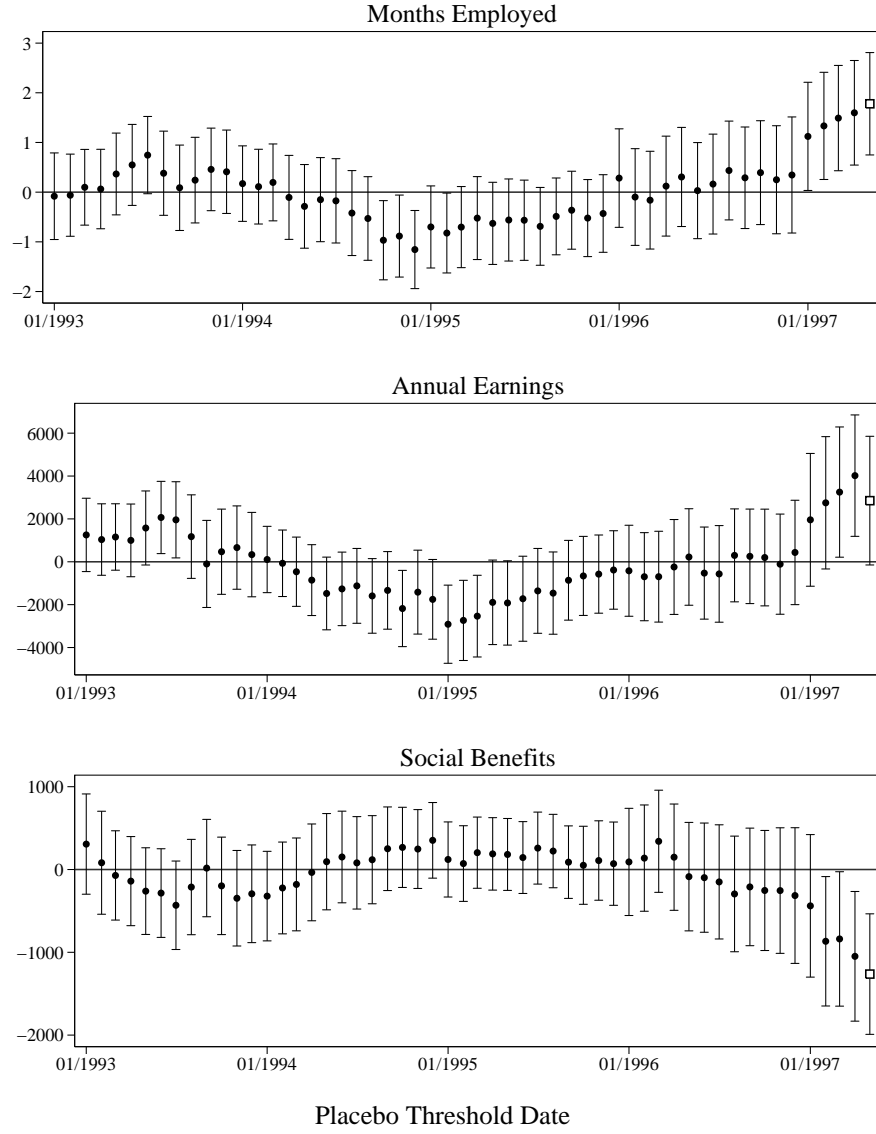 Months Employed
3
2
1
0
−1
−2
01/1993 01/1994 01/1995 01/1996 01/1997
Annual Earnings
6000
4000
2000
0
−2000
−4000
01/1993 01/1994 01/1995 01/1996 01/1997
Social Benefits
1000
0
−1000
−2000
01/1993 01/1994 01/1995 01/1996 01/1997
Placebo Threshold Date